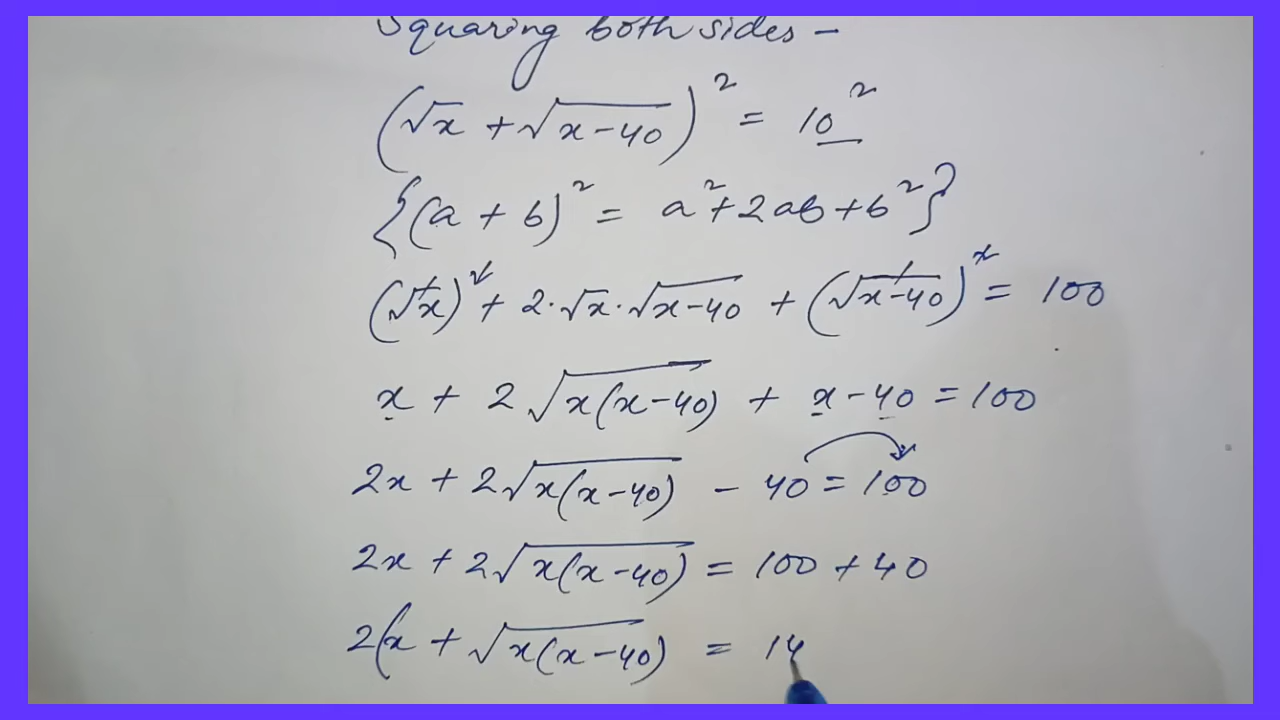 Squaring both sides -
(√x + √x-40)² = 10²
{(a + b)² = a² + 2ab + b²}
(√x)² + 2·√x·√x-40 + (√x-40)² = 100
x + 2√x(x-40) + x - 40 = 100
2x + 2√x(x-40) - 40 = 100
2x + 2√x(x-40) = 100 + 40
2(x + √x(x-40) = 14